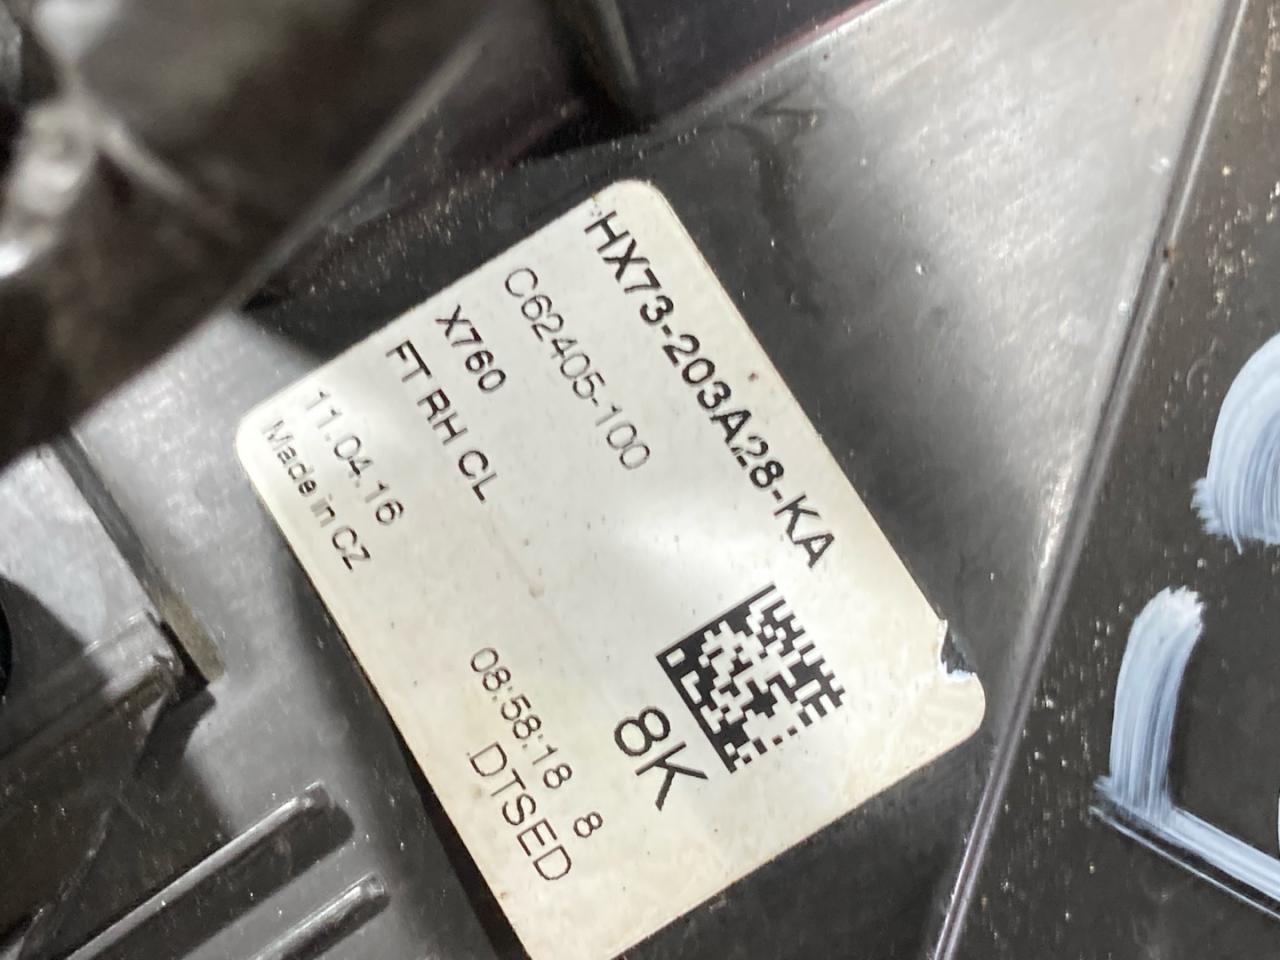 HX73-203A28-KA
C62405-100
X760
FT RH CL
11.04.16
Made in CZ
8K
08:58:18 8
DTSED